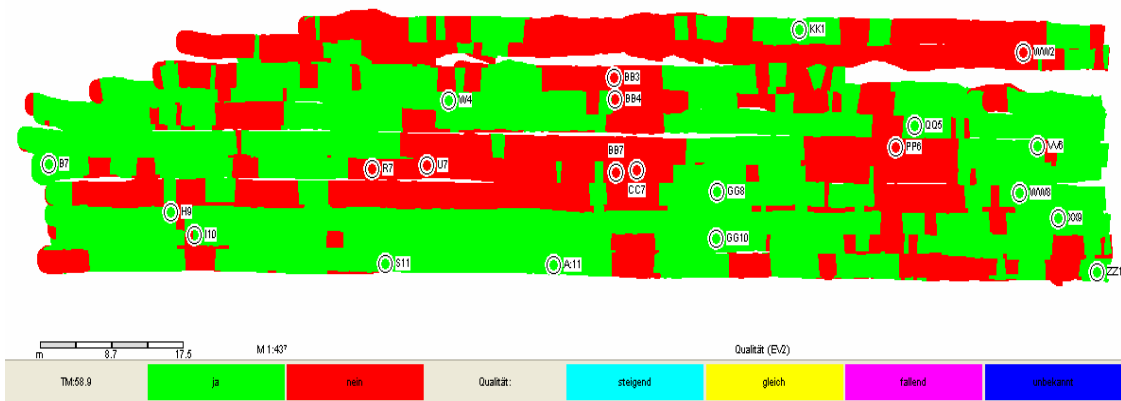 KK1
WW2
BB3
W4
BB4
QQ5
PP6
VV6
B7
R7
U7
BB7
CC7
GG8
WW8
H9
XX9
I10
GG10
S11
A:11
ZZ1
m 8.7 17.5 M 1:437 Qualität (EV2)
TM:58.9 ja nein Qualität: steigend gleich fallend unbekannt